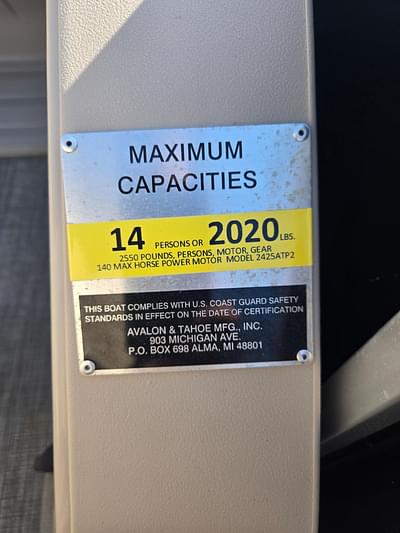 MAXIMUM
CAPACITIES
14 PERSONS OR 2020 LBS.
2550 POUNDS, PERSONS, MOTOR, GEAR
140 MAX HORSE POWER MOTOR MODEL 2425ATP2
THIS BOAT COMPLIES WITH U.S. COAST GUARD SAFETY
STANDARDS IN EFFECT ON THE DATE OF CERTIFICATION
AVALON & TAHOE MFG., INC.
903 MICHIGAN AVE.
P.O. BOX 698 ALMA, MI 48801